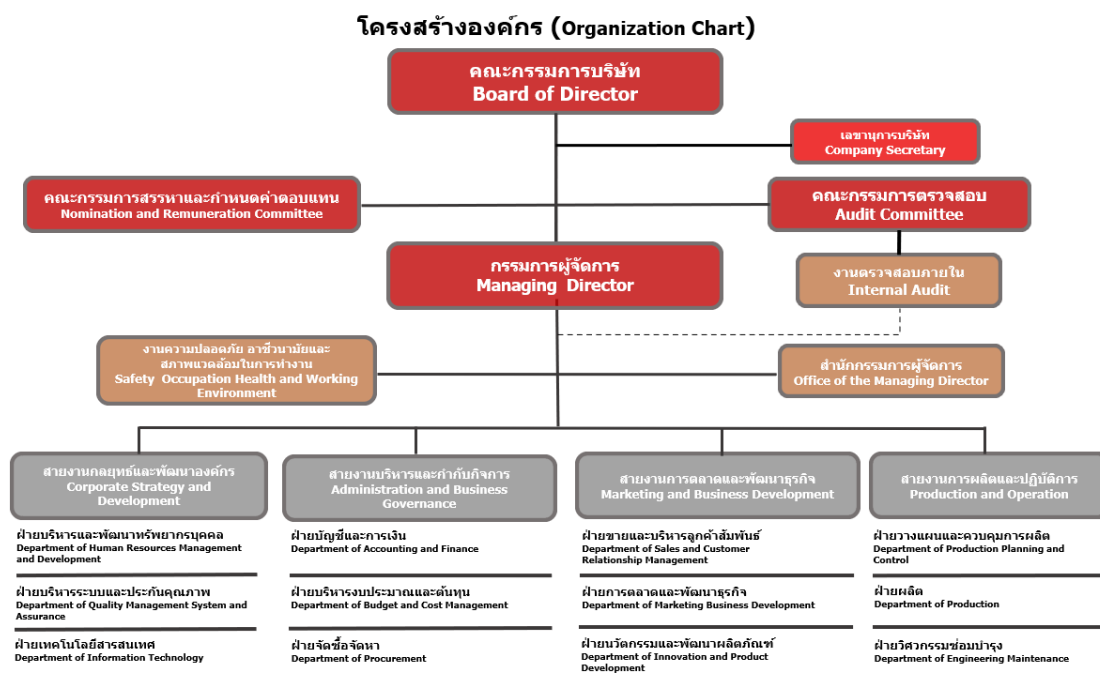 โครงสร้างองค์กร (Organization Chart)
คณะกรรมการบริษัท
Board of Director
เลขานุการบริษัท
Company Secretary
คณะกรรมการสรรหาและกำหนดค่าตอบแทน
Nomination and Remuneration Committee
คณะกรรมการตรวจสอบ
Audit Committee
กรรมการผู้จัดการ
Managing Director
งานตรวจสอบภายใน
Internal Audit
งานความปลอดภัย อาชีวนามัยและ
สภาพแวดล้อมในการทำงาน
Safety Occupation Health and Working
Environment
สำนักกรรมการผู้จัดการ
Office of the Managing Director
สายงานกลยุทธ์และพัฒนาองค์กร
Corporate Strategy and
Development
ฝ่ายบริหารและพัฒนาทรัพยากรบุคคล
Department of Human Resources Management
and Development
ฝ่ายบริหารระบบและประกันคุณภาพ
Department of Quality Management System and
Assurance
ฝ่ายเทคโนโลยีสารสนเทศ
Department of Information Technology
สายงานบริหารและกำกับกิจการ
Administration and Business
Governance
ฝ่ายบัญชีและการเงิน
Department of Accounting and Finance
ฝ่ายบริหารงบประมาณและต้นทุน
Department of Budget and Cost Management
ฝ่ายจัดซื้อจัดหา
Department of Procurement
สายงานการตลาดและพัฒนาธุรกิจ
Marketing and Business Development
ฝ่ายขายและบริหารลูกค้าสัมพันธ์
Department of Sales and Customer
Relationship Management
ฝ่ายการตลาดและพัฒนาธุรกิจ
Department of Marketing Business Development
ฝ่ายนวัตกรรมและพัฒนาผลิตภัณฑ์
Department of Innovation and Product
Development
สายงานการผลิตและปฏิบัติการ
Production and Operation
ฝ่ายวางแผนและควบคุมการผลิต
Department of Production Planning and
Control
ฝ่ายผลิต
Department of Production
ฝ่ายวิศวกรรมซ่อมบำรุง
Department of Engineering Maintenance